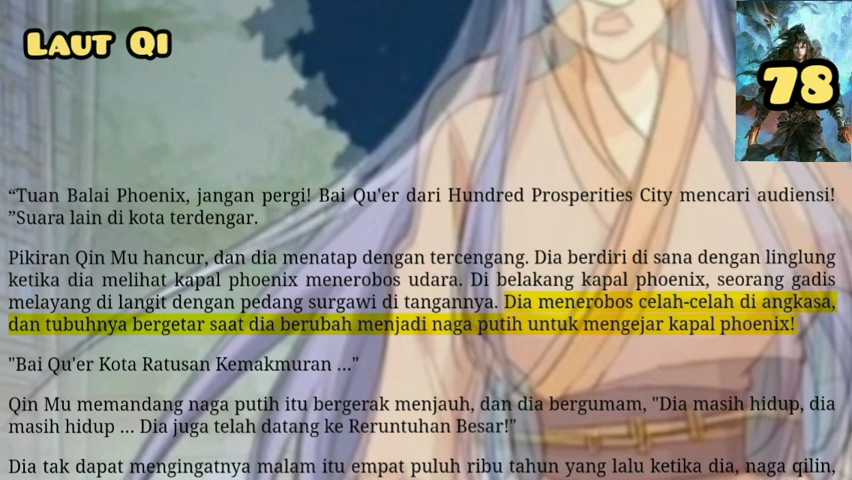 Laut Qi
78
“Tuan Balai Phoenix, jangan pergi! Bai Qu'er dari Hundred Prosperities City mencari audiensi!
”Suara lain di kota terdengar.
Pikiran Qin Mu hancur, dan dia menatap dengan tercengang. Dia berdiri di sana dengan linglung
ketika dia melihat kapal phoenix menerobos udara. Di belakang kapal phoenix, seorang gadis
melayang di langit dengan pedang surgawi di tangannya. Dia menerobos celah-celah di angkasa,
dan tubuhnya bergetar saat dia berubah menjadi naga putih untuk mengejar kapal phoenix!
"Bai Qu'er Kota Ratusan Kemakmuran ..."
Qin Mu memandang naga putih itu bergerak menjauh, dan dia bergumam, "Dia masih hidup, dia
masih hidup ... Dia juga telah datang ke Reruntuhan Besar!"
Dia tak dapat mengingatnya malam itu empat puluh ribu tahun yang lalu ketika dia, naga qilin,